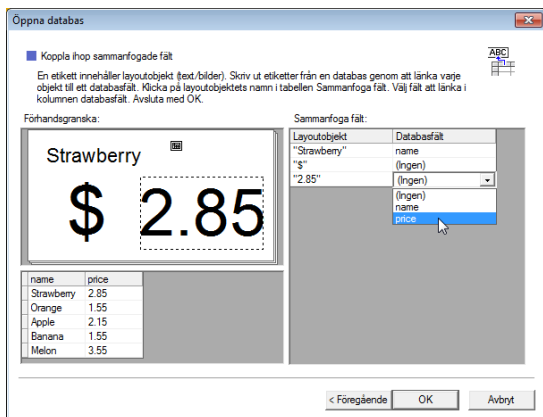 Öppna databas
Koppla ihop sammanfogade fält
ABC
En etikett innehåller layoutobjekt (text/bilder). Skriv ut etiketter från en databas genom att länka varje
objekt till ett databasfält. Klicka på layoutobjektets namn i tabellen Sammanfoga fält. Välj fält att länka i
kolumnen databasfält. Avsluta med OK.
Förhandsgranska:
Strawberry
$ 2.85
name price
Strawberry 2.85
Orange 1.55
Apple 2.15
Banana 1.55
Melon 3.55
Sammanfoga fält:
Layoutobjekt Databasfält
"Strawberry" name
"$" (Ingen)
"2.85" (Ingen)
(Ingen)
name
price
< Föregående OK Avbryt